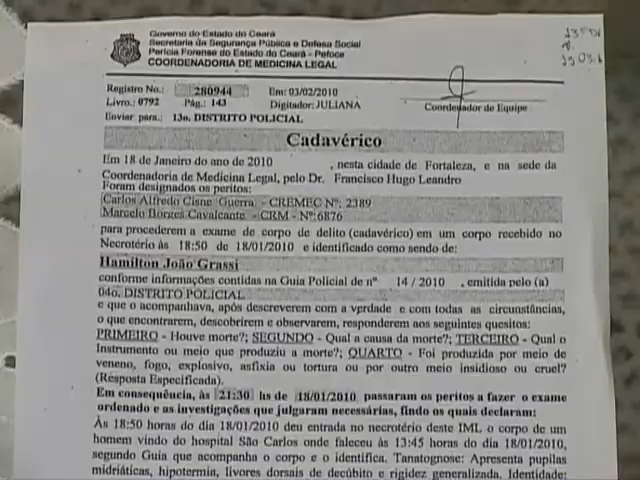 Governo do Estado do Ceará
Secretaria da Segurança Pública e Defesa Social
Perícia Forense do Estado do Ceará - Pefoce
COORDENADORIA DE MEDICINA LEGAL
Registro No.: 280944 Em: 03/02/2010
Livro.: 0792 Pág.: 143 Digitador: JULIANA
Coordenador de Equipe
Enviar para.: 13o. DISTRITO POLICIAL
Cadavérico
Em 18 de Janeiro do ano de 2010 , nesta cidade de Fortaleza, e na sede da
Coordenadoria de Medicina Legal, pelo Dr. Francisco Hugo Leandro
Foram designados os peritos:
Carlos Alfredo Cisne Guerra - CREMEC Nº: 2389
Marcelo Borges Cavalcante - CRM - Nº:6876
para procederem a exame de corpo de delito (cadavérico) em um corpo recebido no
Necrotério às 18:50 de 18/01/2010 e identificado como sendo de:
Hamilton João Grassi
conforme informações contidas na Guia Policial de nº 14 / 2010 , emitida pelo (a)
04o. DISTRITO POLICIAL
e que o acompanhava, após descreverem com a verdade e com todas as circunstâncias,
o que encontrarem, descobrirem e observarem, responderem aos seguintes quesitos:
PRIMEIRO - Houve morte?; SEGUNDO - Qual a causa da morte?; TERCEIRO - Qual o
Instrumento ou meio que produziu a morte?; QUARTO - Foi produzida por meio de
veneno, fogo, explosivo, asfixia ou tortura ou por outro meio insidioso ou cruel?
(Resposta Especificada).
Em consequência, às 21:30 hs de 18/01/2010 passaram os peritos a fazer o exame
ordenado e as investigações que julgaram necessárias, findo os quais declaram:
Às 18:50 horas do dia 18/01/2010 deu entrada no necrotério deste IML o corpo de um
homem vindo do hospital São Carlos onde faleceu às 13:45 horas do dia 18/01/2010,
segundo Guia que acompanha o corpo e o identifica. Tanatognose: Apresenta pupilas
midriáticas, hipotermia, livores dorsais de decúbito e rigidez generalizada. Identidade: